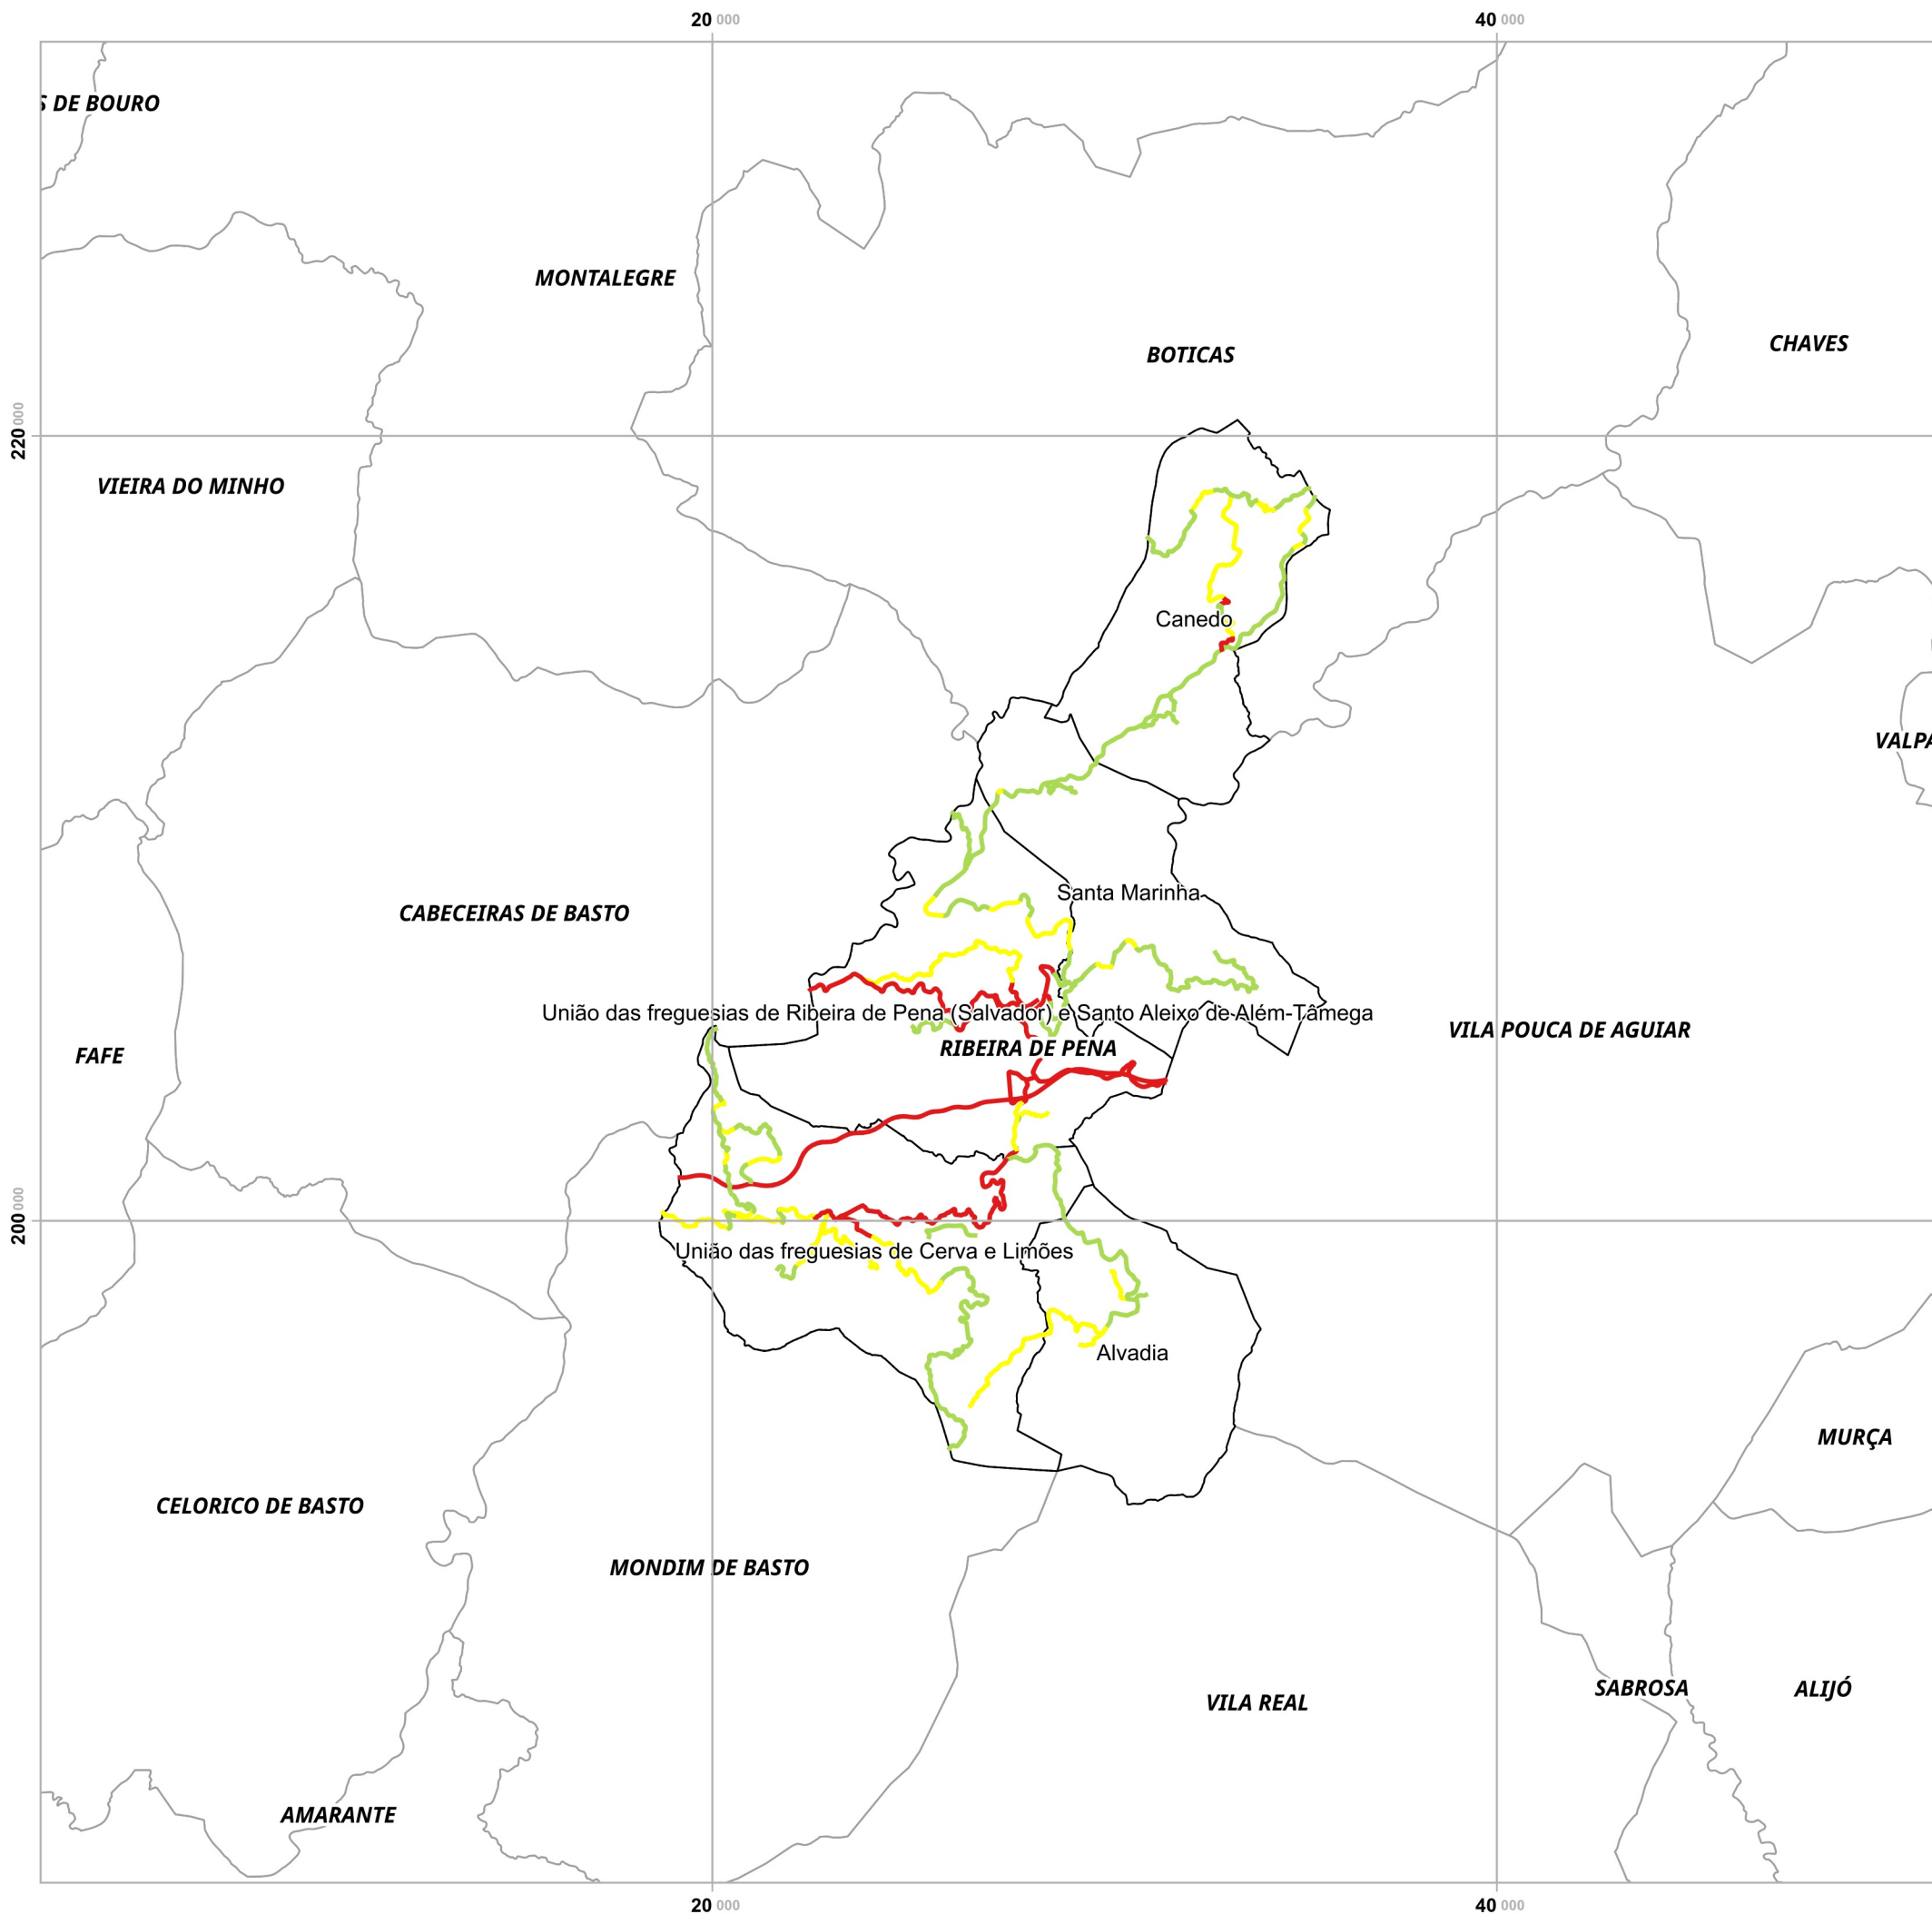 20 000
40 000
S DE BOURO
MONTALEGRE
CHAVES
BOTICAS
220 000
VIEIRA DO MINHO
Canedo
VALPA
Santa Marinha
CABECEIRAS DE BASTO
União das freguesias de Ribeira de Pena (Salvador) e Santo Aleixo de Além-Tâmega
VILA POUCA DE AGUIAR
RIBEIRA DE PENA
FAFE
200 000
União das freguesias de Cerva e Limões
Alvadia
MURÇA
CELORICO DE BASTO
MONDIM DE BASTO
SABROSA
ALIJÓ
VILA REAL
AMARANTE
20 000
40 000